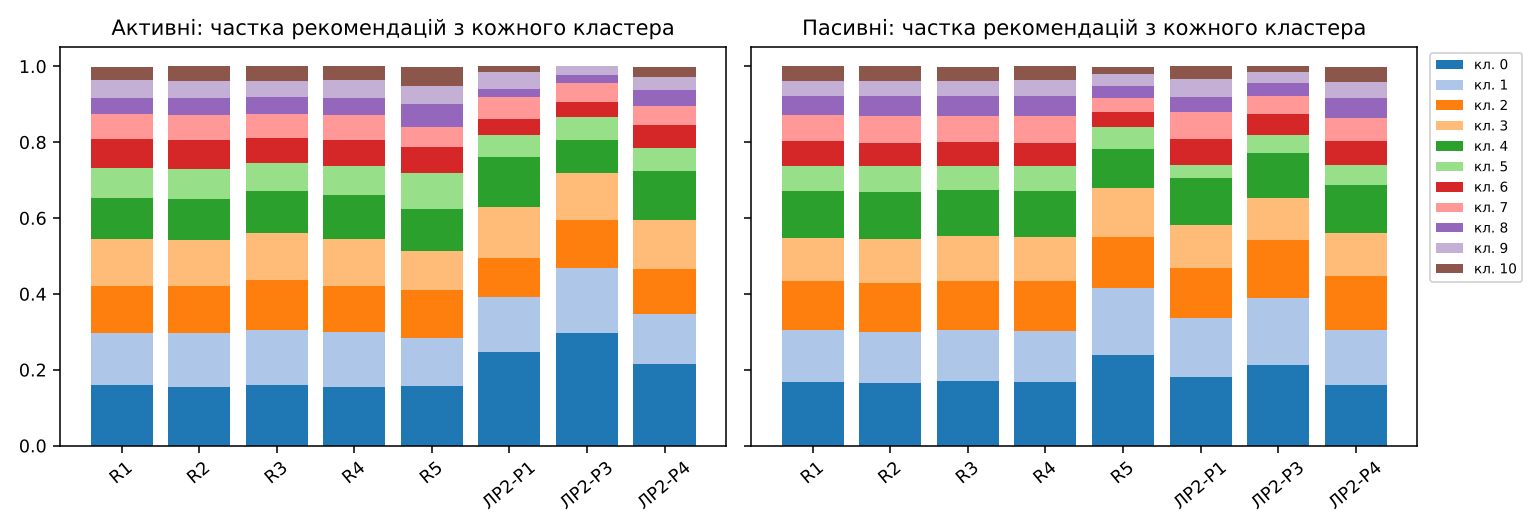 Активні: частка рекомендацій з кожного кластера
1.0
0.8
0.6
0.4
0.2
0.0
R1
R2
R3
R4
R5
ЛР2-Р1
ЛР2-Р3
ЛР2-Р4
Пасивні: частка рекомендацій з кожного кластера
R1
R2
R3
R4
R5
ЛР2-Р1
ЛР2-Р3
ЛР2-Р4
кл. 0
кл. 1
кл. 2
кл. 3
кл. 4
кл. 5
кл. 6
кл. 7
кл. 8
кл. 9
кл. 10